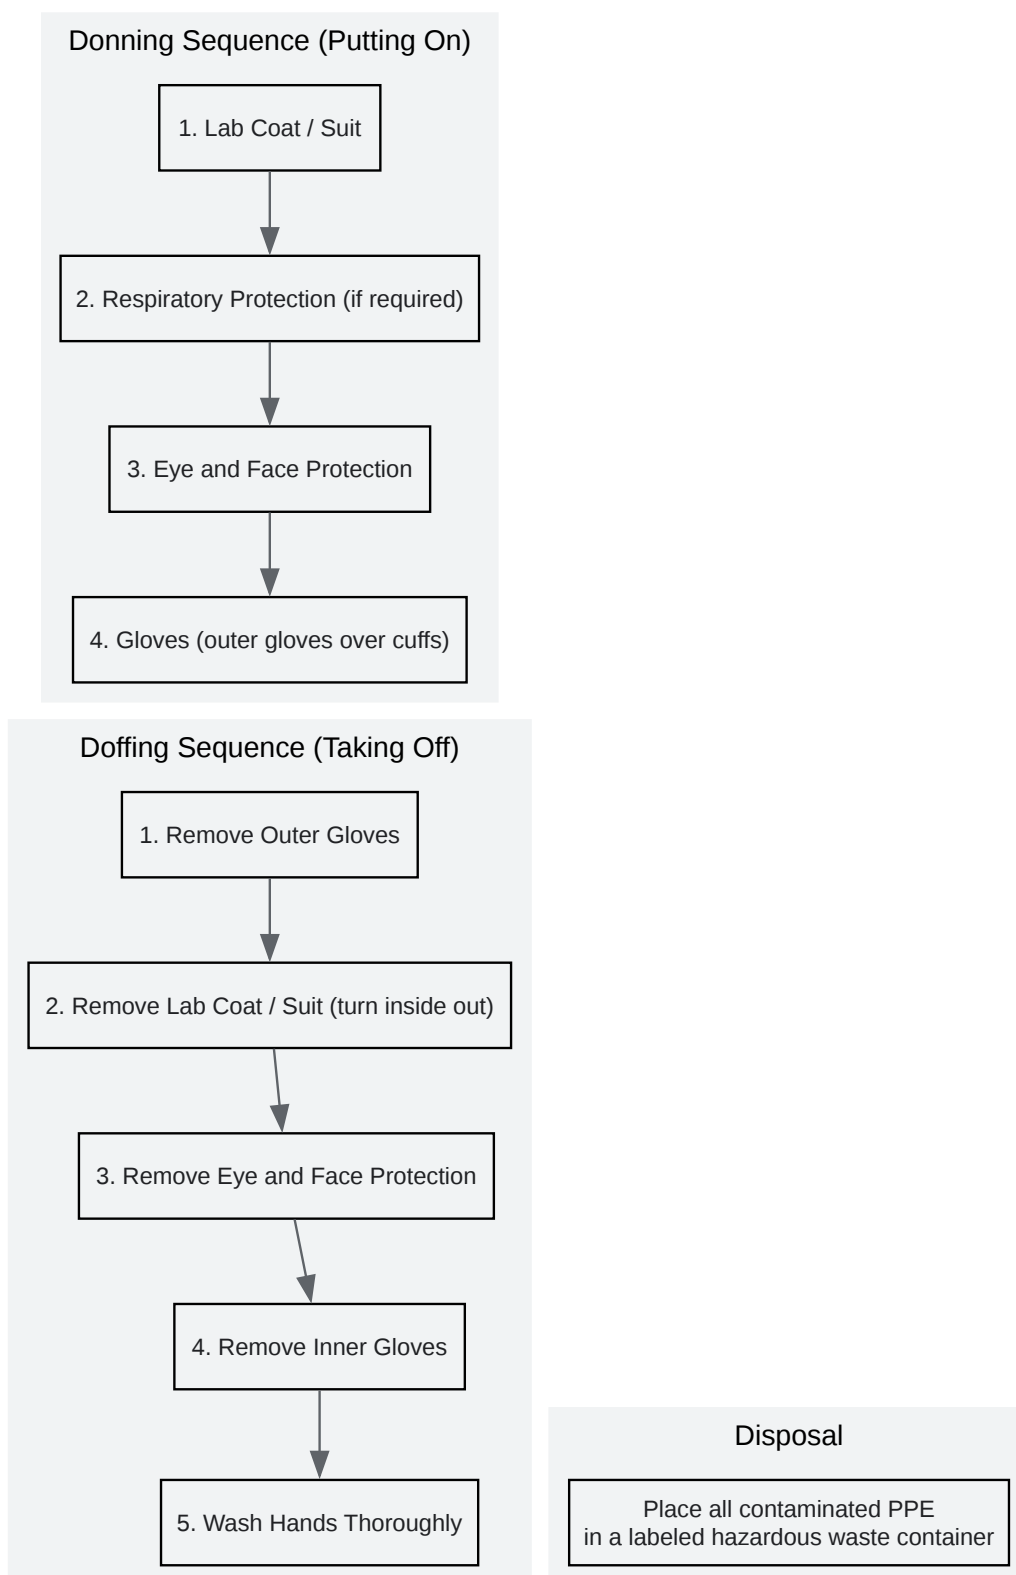 Donning Sequence (Putting On)
1. Lab Coat / Suit
2. Respiratory Protection (if required)
3. Eye and Face Protection
4. Gloves (outer gloves over cuffs)
Doffing Sequence (Taking Off)
1. Remove Outer Gloves
2. Remove Lab Coat / Suit (turn inside out)
3. Remove Eye and Face Protection
4. Remove Inner Gloves
5. Wash Hands Thoroughly
Disposal
Place all contaminated PPE
in a labeled hazardous waste container